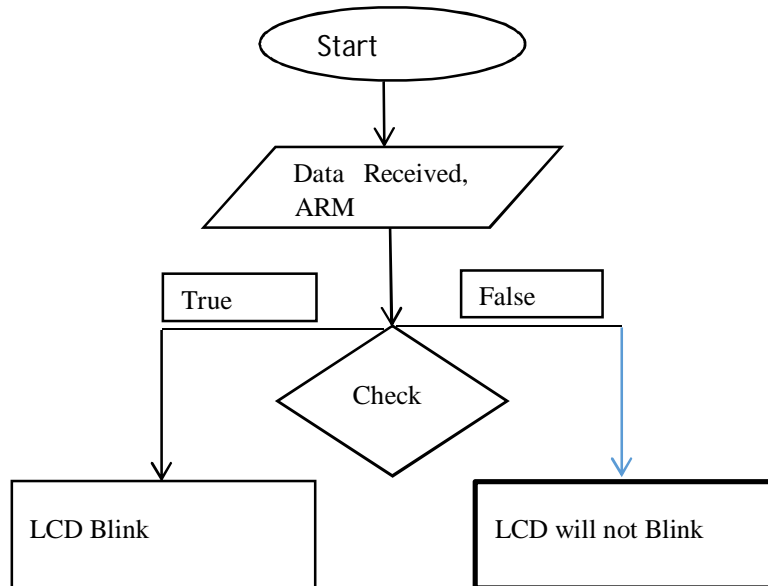 Start
Data Received,
ARM
True
False
Check
LCD Blink
LCD will not Blink